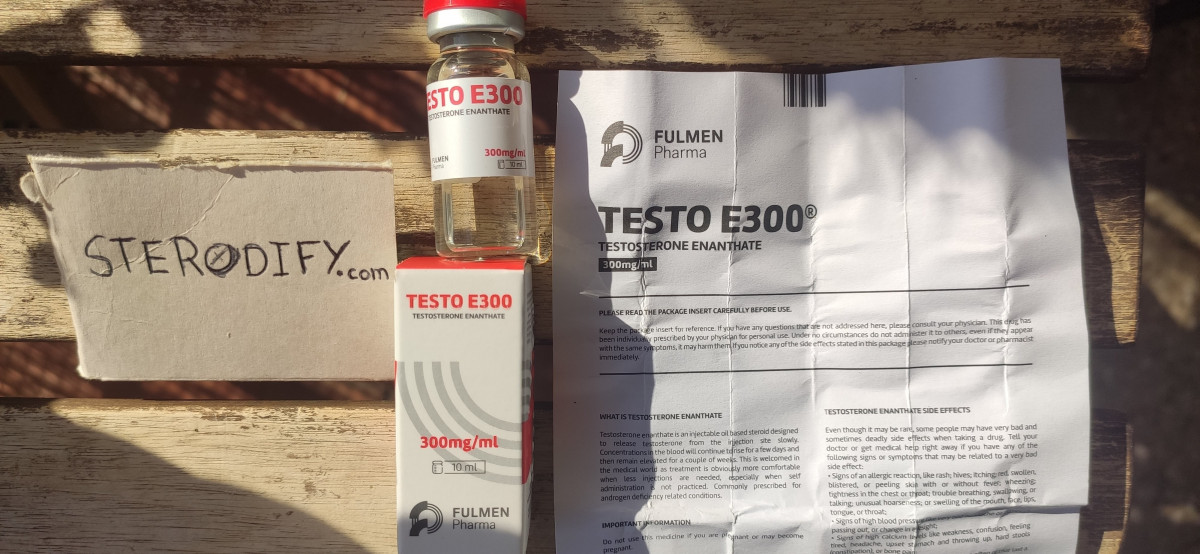 STERODIFY.com
ESTO E300
TESTOSTERONE ENANTHATE
300mg/ml
10 ml
FULMEN
Pharma
TESTO E300
TESTOSTERONE ENANTHATE
300mg/ml
10 mL
FULMEN
Pharma
FULMEN
Pharma
TESTO E300®
TESTOSTERONE ENANTHATE
300mg/ml
PLEASE READ THE PACKAGE INSERT CAREFULLY BEFORE USE.
Keep the package insert for reference. If you have any questions that are not addressed here, please consult your physician. This drug has
been individually prescribed by your physician for personal use. Under no circumstances do not administer it to others, even if they appear
with the same symptoms, it may harm them. If you notice any of the side effects stated in this package please notify your doctor or pharmacist
immediately.
WHAT IS TESTOSTERONE ENANTHATE
Testosterone enanthate is an injectable oil based steroid designed
to release testosterone from the injection site slowly.
Concentrations in the blood will continue to rise for a few days and
then remain elevated for a couple of weeks. This is welcomed in
the medical world as treatment is obviously more comfortable
when less injections are needed, especially when self
administration is not practiced. Commonly prescribed for
androgen deficiency related conditions.
IMPORTANT INFORMATION
Do not use this medicine if you are pregnant or may become
pregnant.
TESTOSTERONE ENANTHATE SIDE EFFECTS
Even though it may be rare, some people may have very bad and
sometimes deadly side effects when taking a drug. Tell your
doctor or get medical help right away if you have any of the
following signs or symptoms that may be related to a very bad
side effect:
• Signs of an allergic reaction, like rash; hives; itching; red, swollen,
blistered, or peeling skin with or without fever; wheezing;
tightness in the chest or throat; trouble breathing, swallowing, or
talking; unusual hoarseness; or swelling of the mouth, face, lips,
tongue, or throat;
• Signs of high blood
passing out, or change in eyesight;
• Signs of high calcium levels like weakness, confusion, feeling
tired, headache, upset stomach and throwing up, hard stools
(constipation), or bone pain